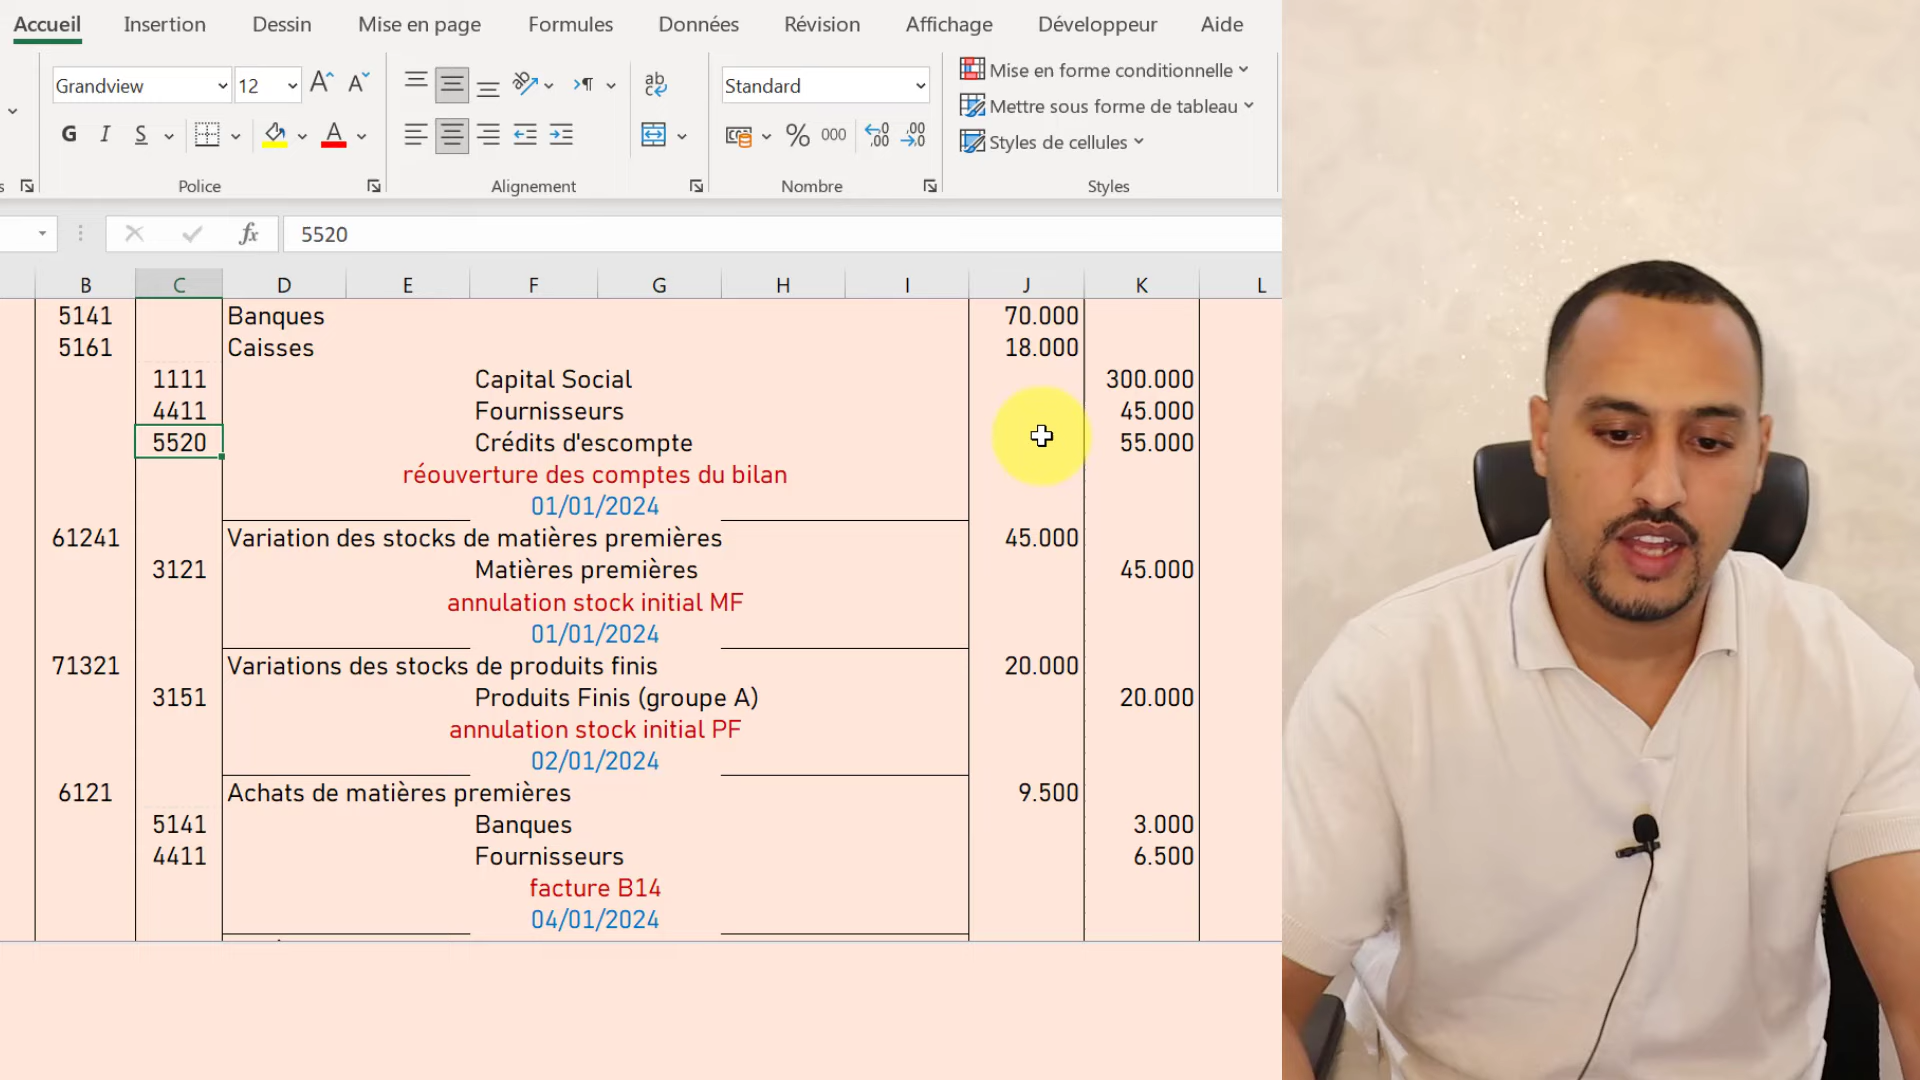 Accueil Insertion Dessin Mise en page Formules Données Révision Affichage Développeur Aide
Grandview 12 A A ab Standard Mise en forme conditionnelle
Mettre sous forme de tableau
G I S A % 000 ,00 Styles de cellules
s Police Alignement Nombre Styles
fx 5520
B C D E F G H I J K L
5141 Banques 70.000
5161 Caisses 18.000
1111 Capital Social 300.000
4411 Fournisseurs 45.000
5520 Crédits d'escompte 55.000
réouverture des comptes du bilan
01/01/2024
61241 Variation des stocks de matières premières 45.000
3121 Matières premières 45.000
annulation stock initial MF
01/01/2024
71321 Variations des stocks de produits finis 20.000
3151 Produits Finis (groupe A) 20.000
annulation stock initial PF
02/01/2024
6121 Achats de matières premières 9.500
5141 Banques 3.000
4411 Fournisseurs 6.500
facture B14
04/01/2024